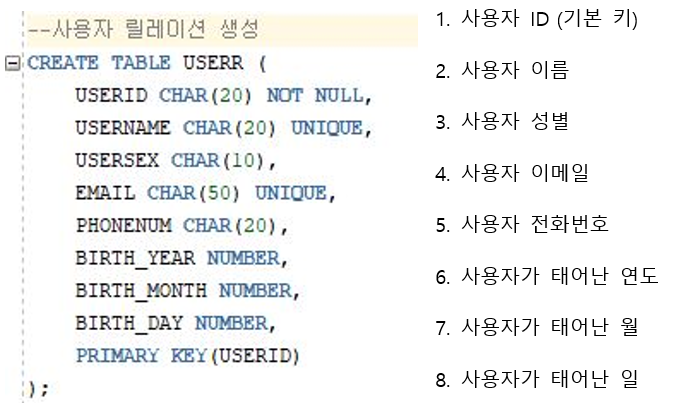 --사용자 릴레이션 생성
CREATE TABLE USERR (
USERID CHAR(20) NOT NULL,
USERNAME CHAR(20) UNIQUE,
USERSEX CHAR(10),
EMAIL CHAR(50) UNIQUE,
PHONENUM CHAR(20),
BIRTH_YEAR NUMBER,
BIRTH_MONTH NUMBER,
BIRTH_DAY NUMBER,
PRIMARY KEY(USERID)
);
1. 사용자 ID (기본 키)
2. 사용자 이름
3. 사용자 성별
4. 사용자 이메일
5. 사용자 전화번호
6. 사용자가 태어난 연도
7. 사용자가 태어난 월
8. 사용자가 태어난 일